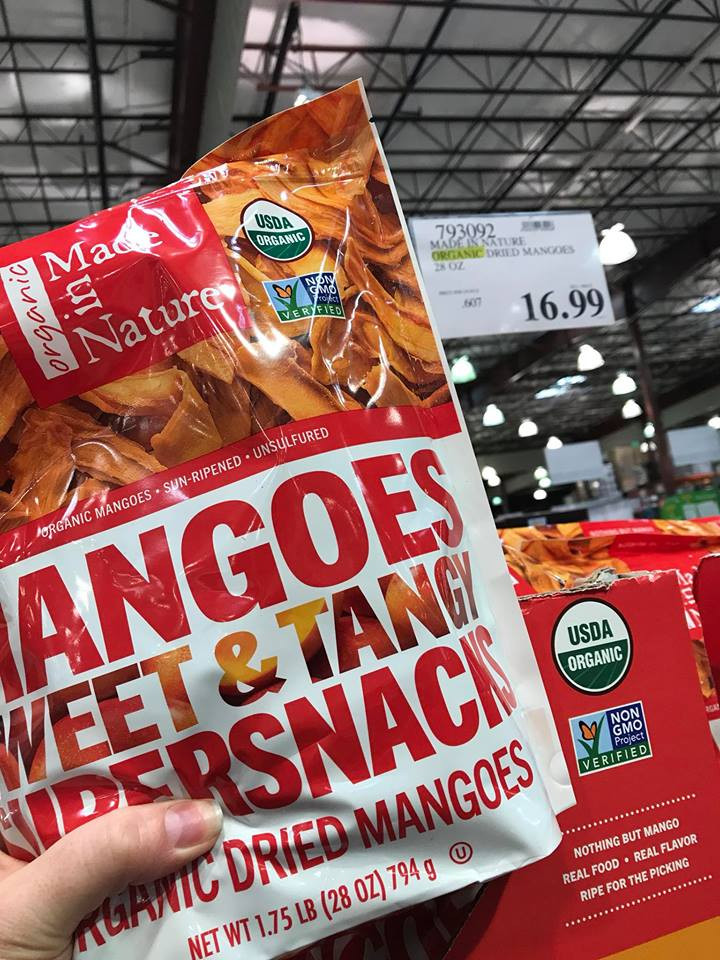 organic
Made
in
Nature
USDA
ORGANIC
NON
GMO
Project
VERIFIED
ORGANIC MANGOES • SUN-RIPENED • UNSULFURED
ANGOES
WEET & TANGY
PERSNACKS
RGANIC DRIED MANGOES
NET WT 1.75 LB (28 OZ) 794 g U
793092
MADE IN NATURE
ORGANIC DRIED MANGOES
28 OZ
.607
16.99
USDA
ORGANIC
NON
GMO
Project
VERIFIED
NOTHING BUT MANGO
REAL FOOD • REAL FLAVOR
RIPE FOR THE PICKING